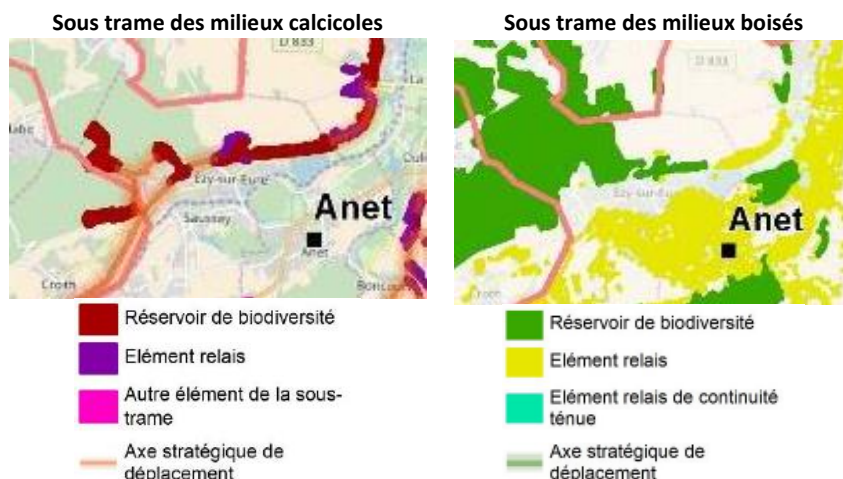 Sous trame des milieux calcicoles
D 833
Ezy-sur-Eure
Saussay
Anet
Anet
Croth
Réservoir de biodiversité
Elément relais
Autre élément de la sous-
trame
Axe stratégique de
déplacement
Sous trame des milieux boisés
D 833
Anet
Anet
Réservoir de biodiversité
Elément relais
Elément relais de continuité
ténue
Axe stratégique de
déplacement